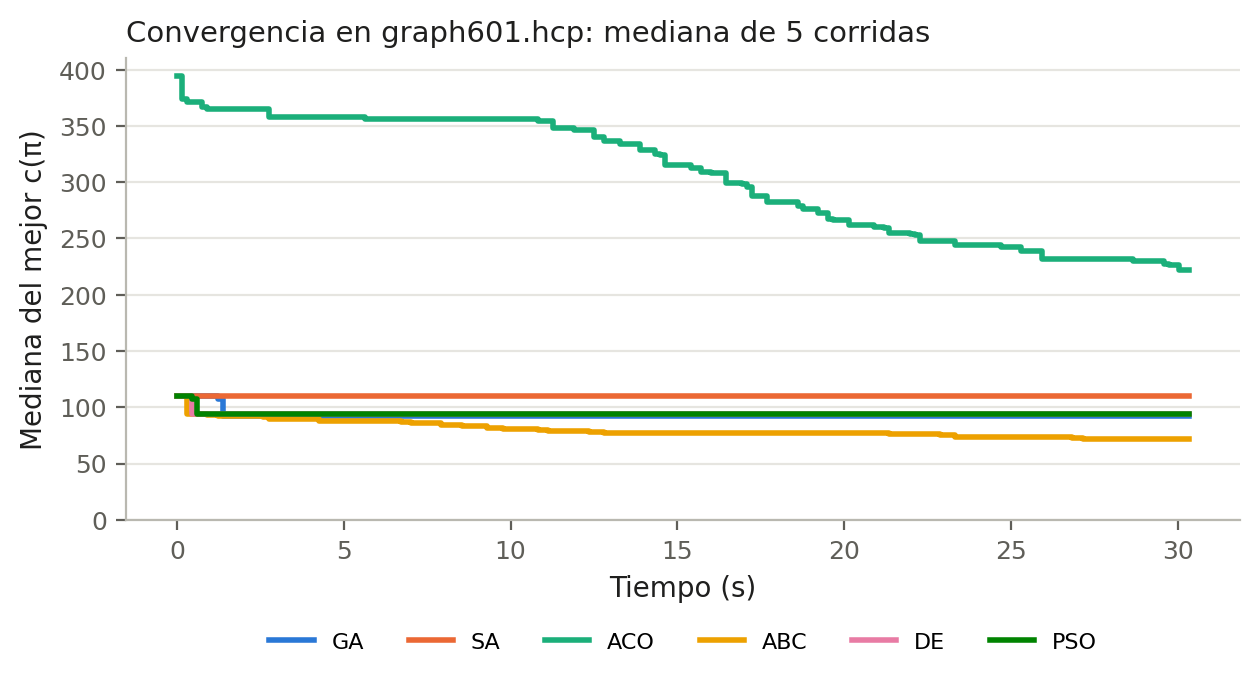 Convergencia en graph601.hcp: mediana de 5 corridas
400
350
300
250
200
150
100
50
0
Mediana del mejor c(π)
0 5 10 15 20 25 30
Tiempo (s)
GA SA ACO ABC DE PSO